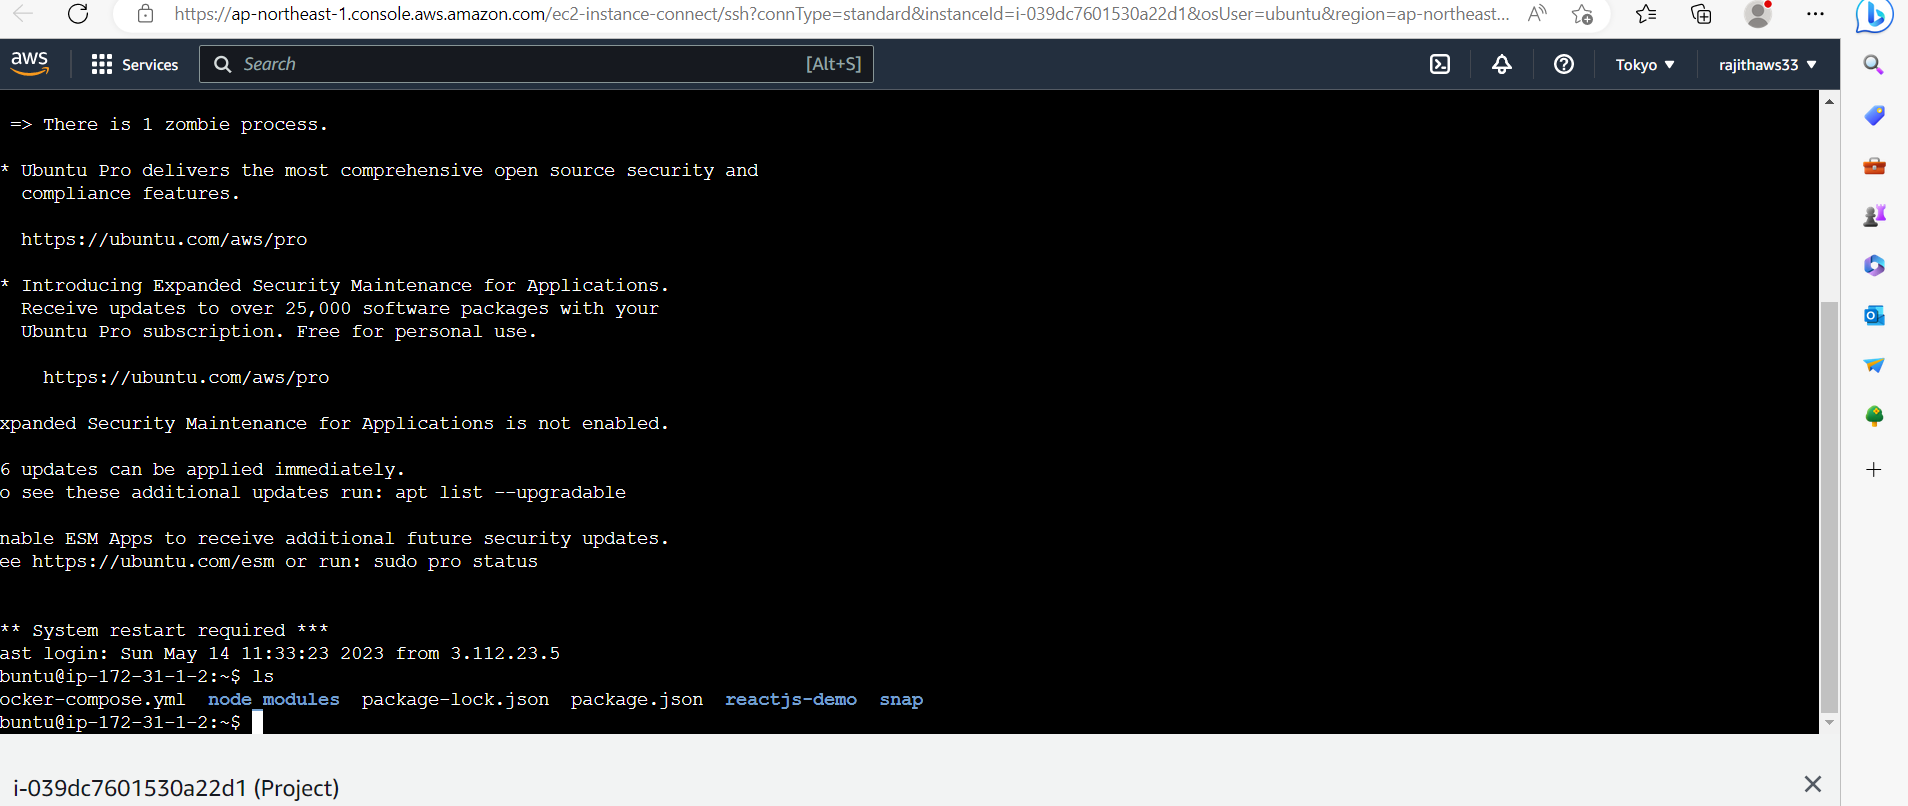 https://ap-northeast-1.console.aws.amazon.com/ec2-instance-connect/ssh?connType=standard&instanceId=i-039dc7601530a22d1&osUser=ubuntu&region=ap-northeast...
aws Services Search [Alt+S] Tokyo rajithaws33
=> There is 1 zombie process.
* Ubuntu Pro delivers the most comprehensive open source security and
compliance features.
https://ubuntu.com/aws/pro
* Introducing Expanded Security Maintenance for Applications.
Receive updates to over 25,000 software packages with your
Ubuntu Pro subscription. Free for personal use.
https://ubuntu.com/aws/pro
xpanded Security Maintenance for Applications is not enabled.
6 updates can be applied immediately.
o see these additional updates run: apt list --upgradable
nable ESM Apps to receive additional future security updates.
ee https://ubuntu.com/esm or run: sudo pro status
** System restart required ***
ast login: Sun May 14 11:33:23 2023 from 3.112.23.5
buntu@ip-172-31-1-2:~$ ls
ocker-compose.yml node_modules package-lock.json package.json reactjs-demo snap
buntu@ip-172-31-1-2:~$
i-039dc7601530a22d1 (Project)